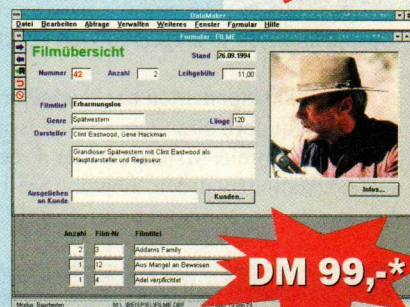 DataMaker
Datei Bearbeiten Abfrage Verwalten Weiteres Fenster Formular Hilfe
Formular FILME
Filmübersicht
Stand 26.09.1994
Nummer 42 Anzahl 2 Leihgebühr 11,00
Filmtitel Erbarmungslos
Genre Spätwestern Länge 120
Darsteller Clint Eastwood, Gene Hackman
Grandioser Spätwestern mit Clint Eastwood als
Hauptdarsteller und Regisseur
Ausgeliehen
an Kunde
Kunden...
Infos...
Anzahl Film-Nr Filmtitel
2 3 Addams Family
1 12 Aus Mangel an Beweisen
1 4 Adel verpflichtet
DM 99,-*
Modus Bearbeiten